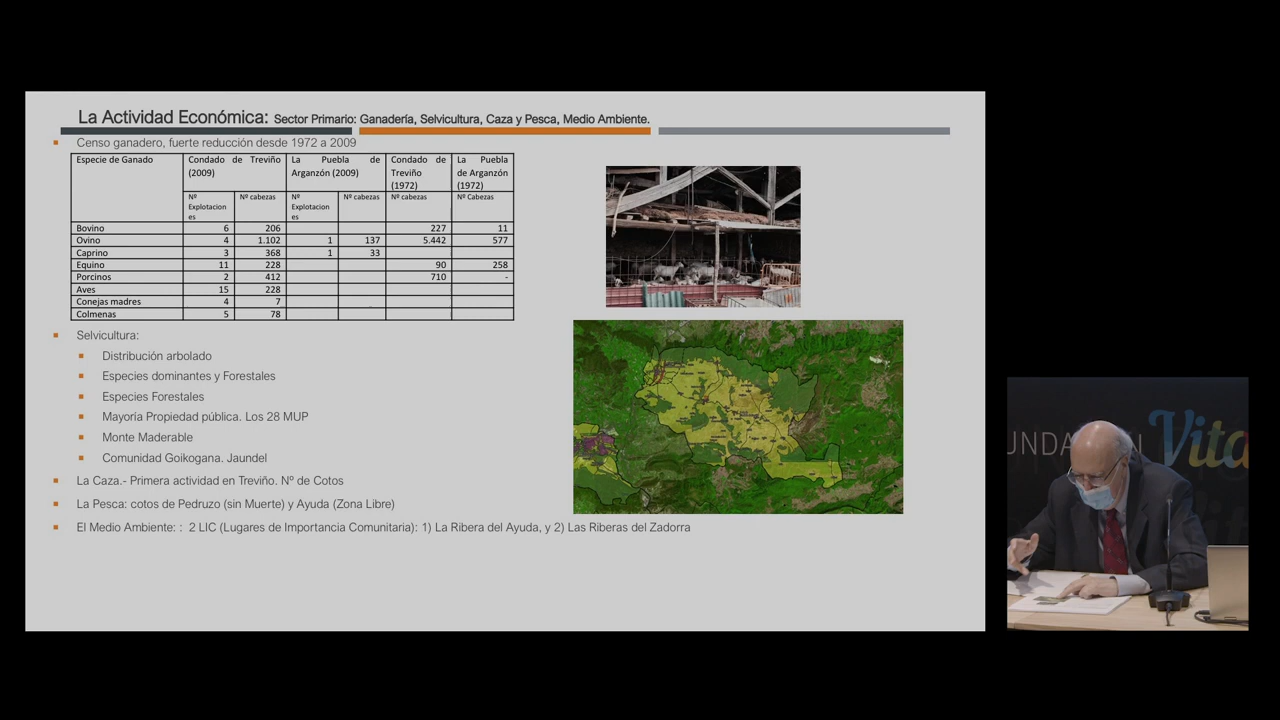 La Actividad Económica: Sector Primario: Ganadería, Selvicultura, Caza y Pesca, Medio Ambiente.
Censo ganadero, fuerte reducción desde 1972 a 2009
Especie de Ganado Condado de Treviño (2009) La Puebla de Arganzón (2009) Condado de Treviño (1972) La Puebla de Arganzón (1972)
Nº Explotaciones Nº cabezas Nº Explotaciones Nº cabezas Nº cabezas Nº Cabezas
Bovino 6 206 227 11
Ovino 4 1.102 1 137 5.442 577
Caprino 3 368 1 33
Equino 11 228 90 258
Porcinos 2 412 710 -
Aves 15 228
Conejas madres 4 7
Colmenas 5 78
Selvicultura:
Distribución arbolado
Especies dominantes y Forestales
Especies Forestales
Mayoría Propiedad pública. Los 28 MUP
Monte Maderable
Comunidad Goikogana. Jaundel
La Caza.- Primera actividad en Treviño. Nº de Cotos
La Pesca: cotos de Pedruzo (sin Muerte) y Ayuda (Zona Libre)
El Medio Ambiente: : 2 LIC (Lugares de Importancia Comunitaria): 1) La Ribera del Ayuda, y 2) Las Riberas del Zadorra
Vita